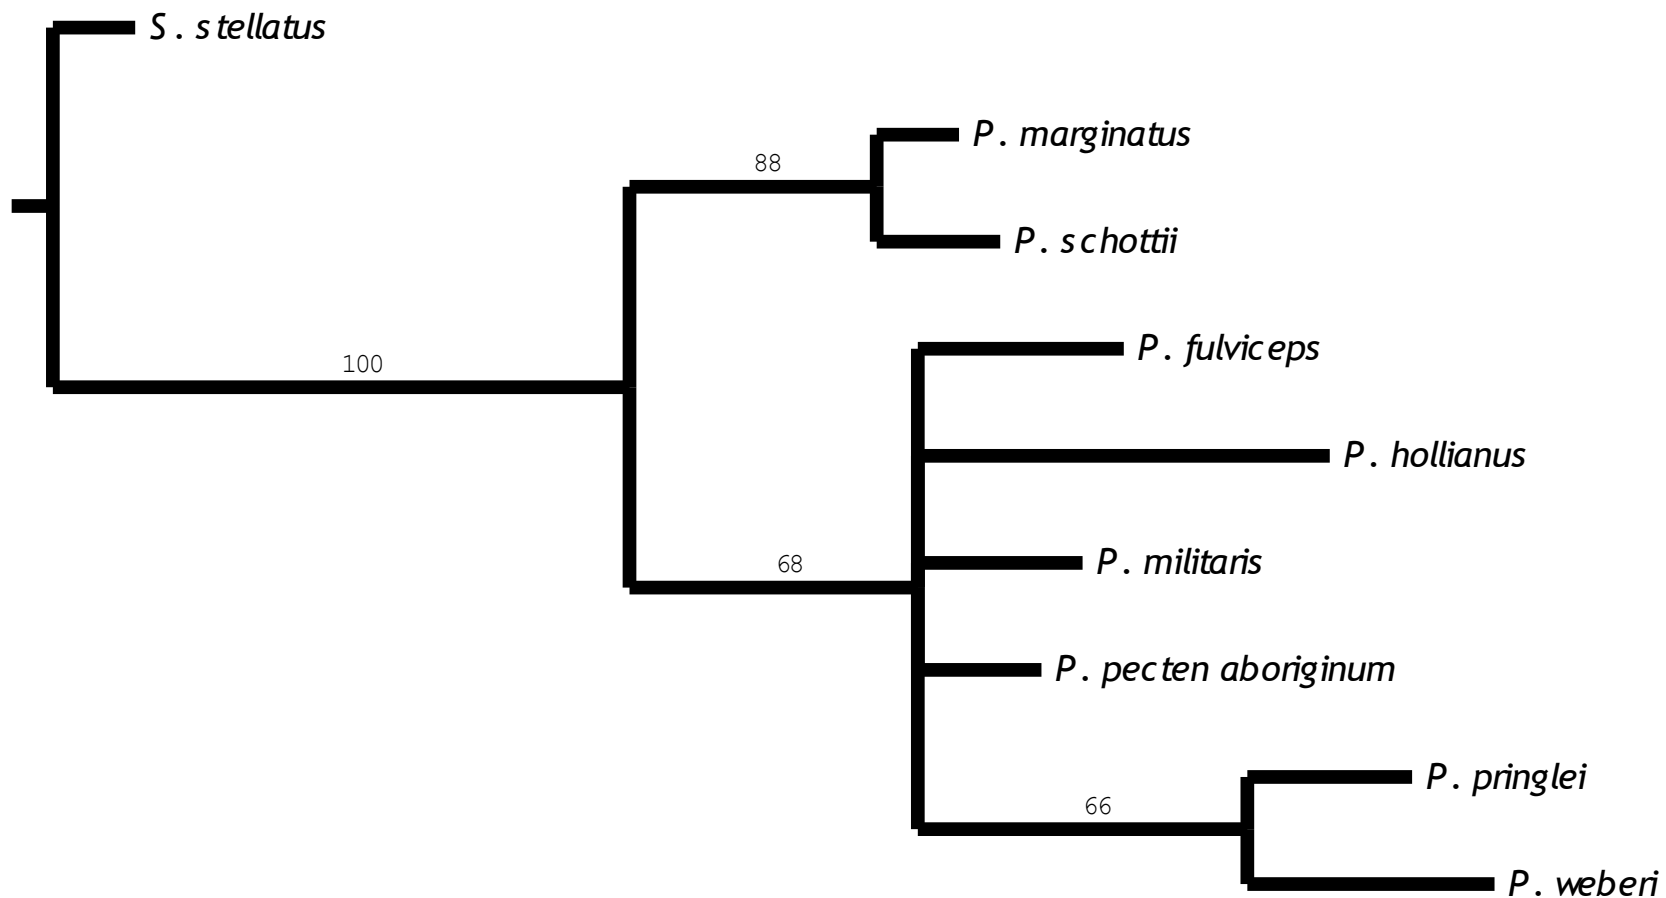 S. stellatus
P. marginatus
88
P. schottii
P. fulviceps
100
P. hollianus
P. militaris
68
P. pecten aboriginum
P. pringlei
66
P. weberi